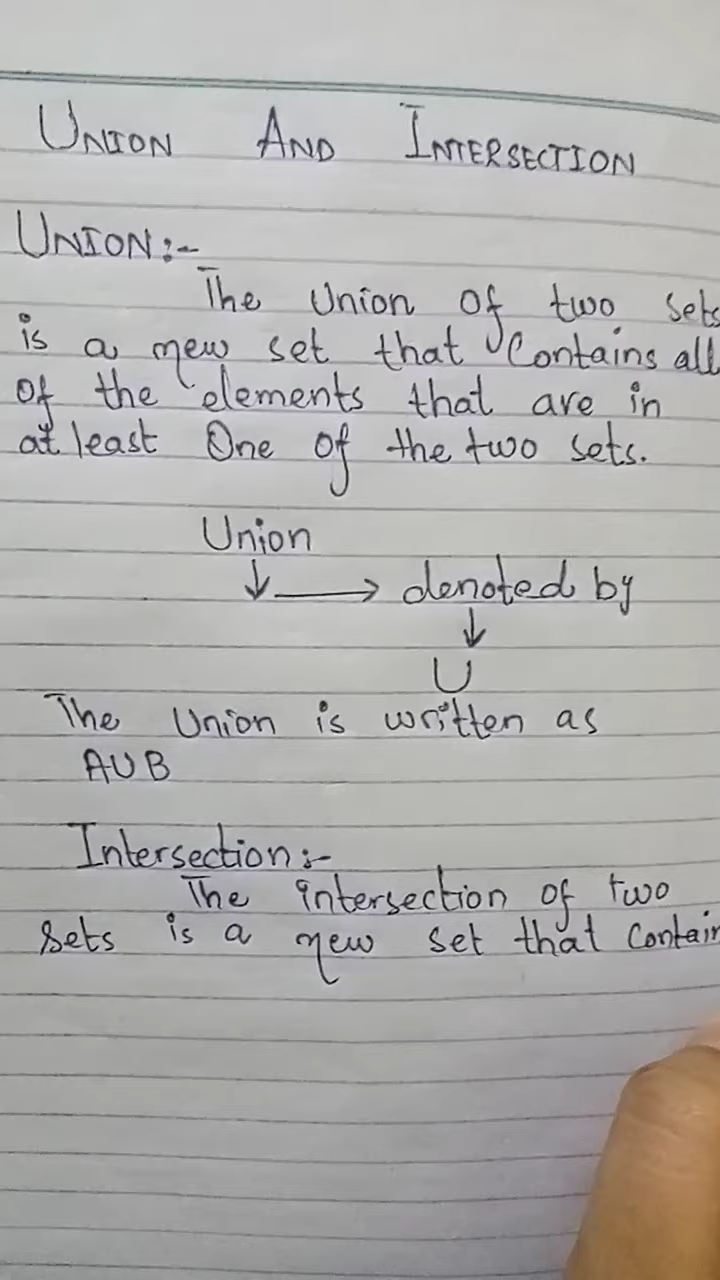 UNION AND INTERSECTION
UNION:-
The Union of two sets
is a new set that Contains all
of the elements that are in
at least One of the two sets.
Union
↓ → denoted by
↓
U
The Union is written as
AUB
Intersection:-
The intersection of two
Sets is a new set that Contain